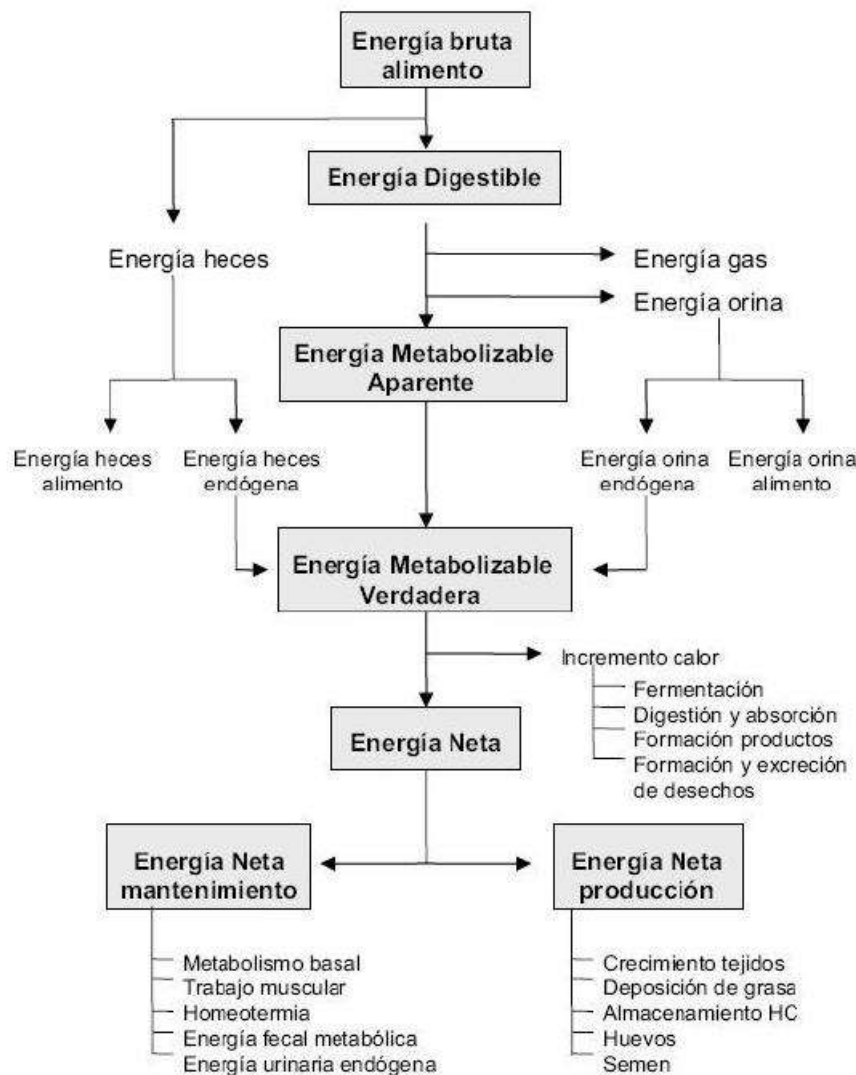 Energía bruta
alimento
Energía Digestible
Energía heces
Energía gas
Energía orina
Energía Metabolizable
Aparente
Energía heces
alimento
Energía heces
endógena
Energía orina
endógena
Energía orina
alimento
Energía Metabolizable
Verdadera
Incremento calor
Fermentación
Digestión y absorción
Formación productos
Formación y excreción
de desechos
Energía Neta
Energía Neta
mantenimiento
Energía Neta
producción
Metabolismo basal
Trabajo muscular
Homeotermia
Energía fecal metabólica
Energía urinaria endógena
Crecimiento tejidos
Deposición de grasa
Almacenamiento HC
Huevos
Semen